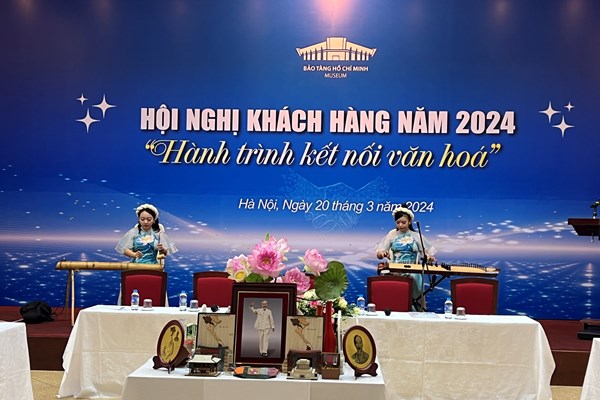 BẢO TÀNG HỒ CHÍ MINH
MUSEUM
HỘI NGHỊ KHÁCH HÀNG NĂM 2024
“Hành trình kết nối văn hoá”
Hà Nội, Ngày 20 tháng 3 năm 2024